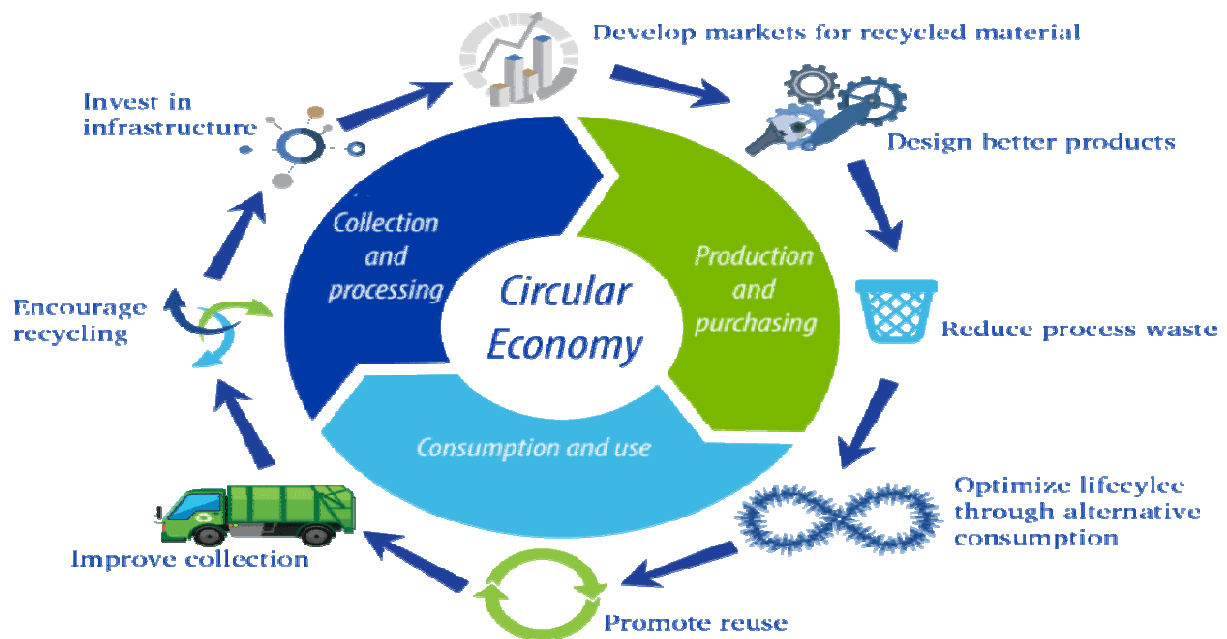 Develop markets for recycled material
Invest in
infrastructure
Design better products
Collection
and
processing
Production
and
purchasing
Circular
Economy
Encourage
recycling
Reduce process waste
Consumption and use
Optimize lifecylce
through alternative
consumption
Improve collection
Promote reuse